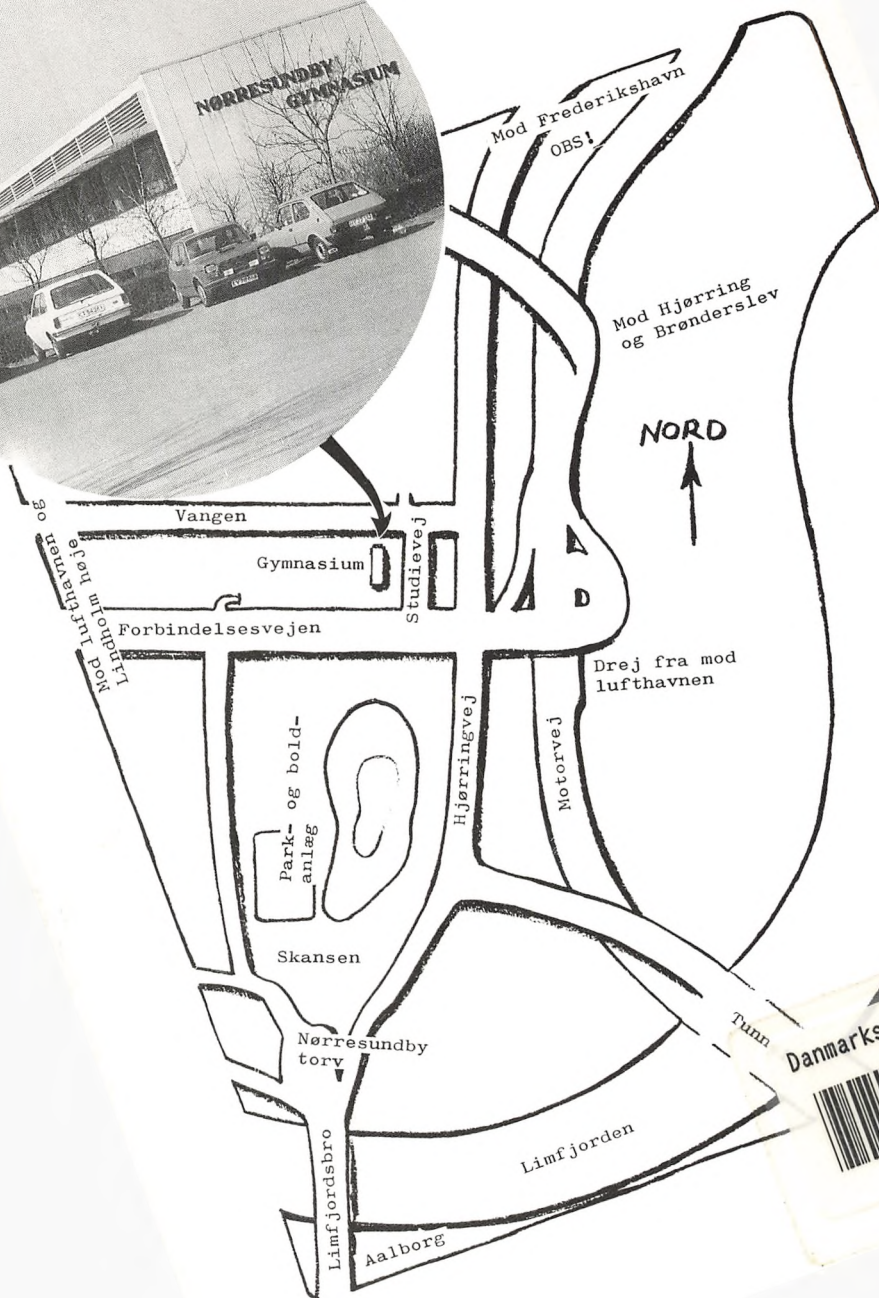 NØRRESUNDBY
GYMNASIUM
Mod Frederikshavn
OBS!
Mod Hjørring
og Brønderslev
NORD
Mod lufthavnen og
Lindholm høje
Vangen
Gymnasium
Studievej
Forbindelsesvejen
Drej fra mod
lufthavnen
Hjørringvej
Motorvej
Park- og bold-
anlæg
Skansen
Nørresundby
torv
Tunn
Danmarks
Limfjorden
Limfjordsbro
Aalborg